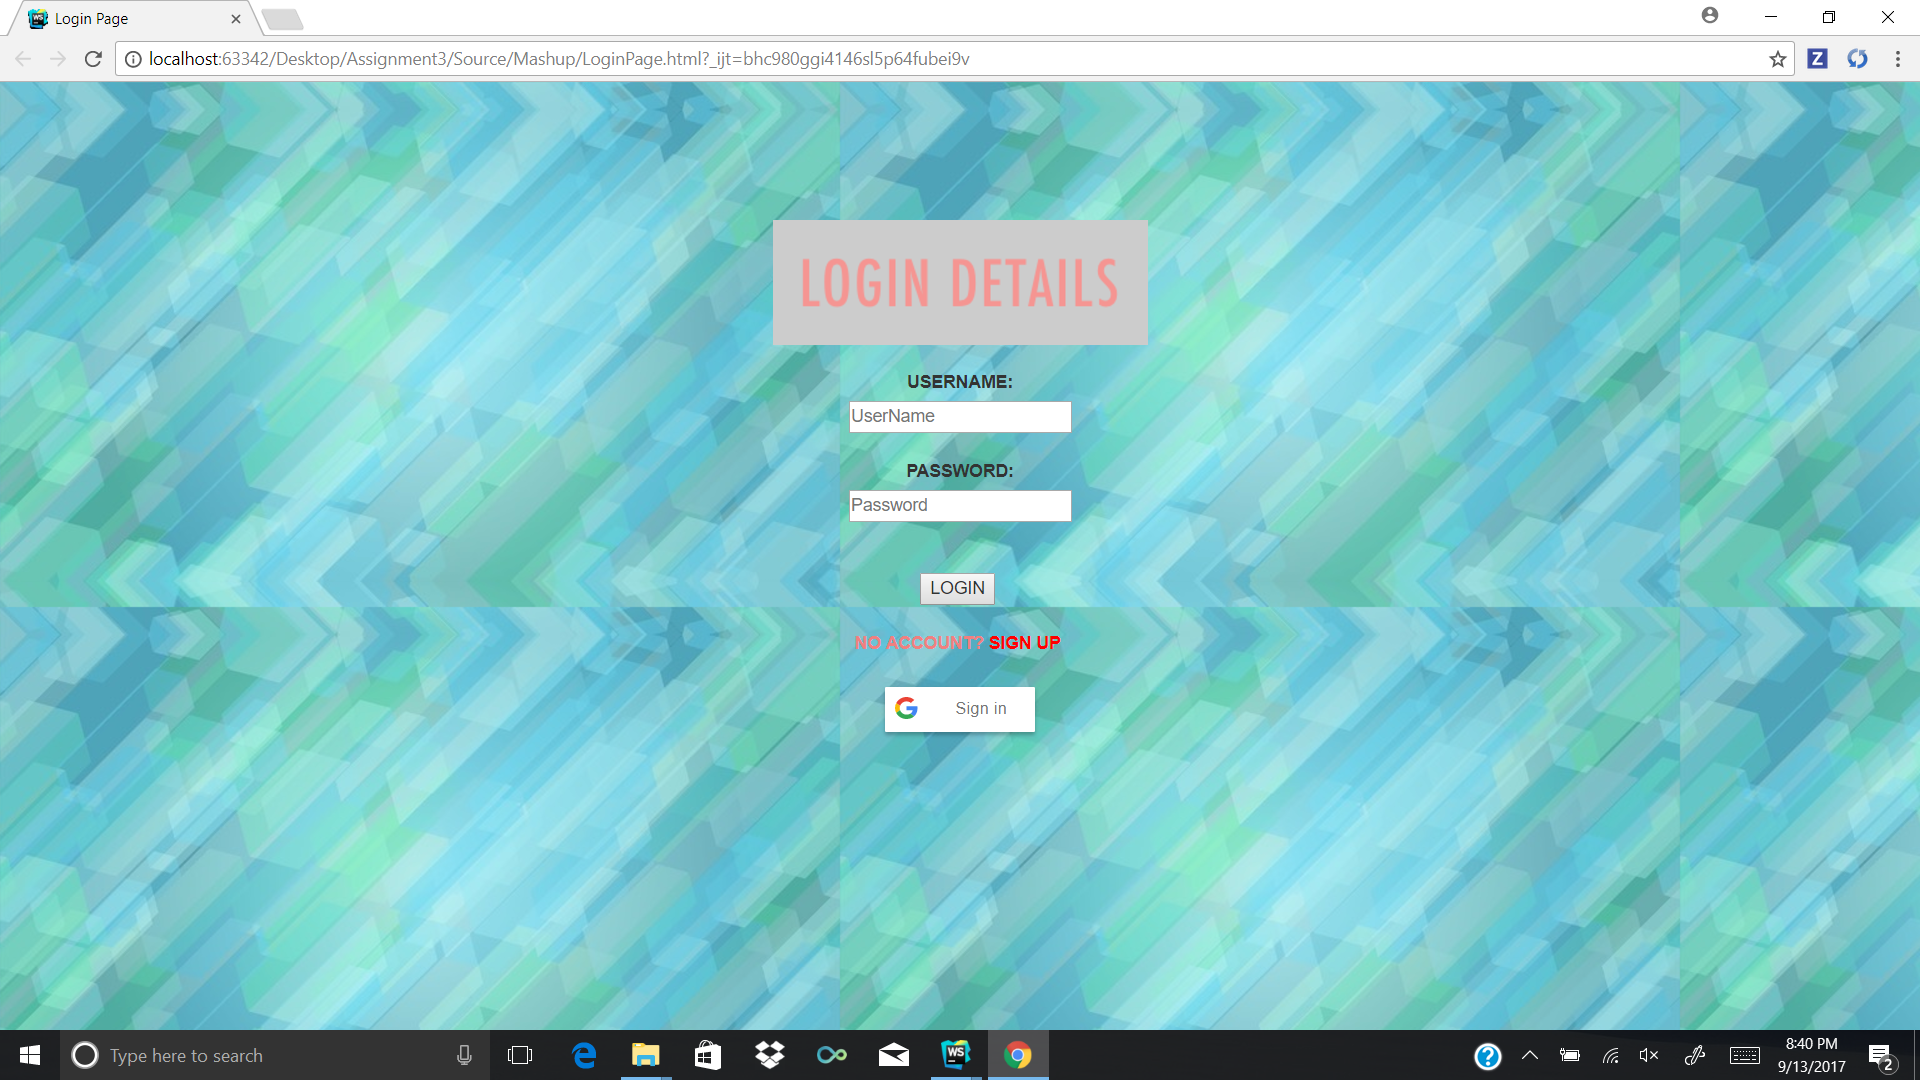 Login Page
localhost:63342/Desktop/Assignment3/Source/Mashup/LoginPage.html?_ijt=bhc980ggi4146sl5p64fubei9v
Z
LOGIN DETAILS
USERNAME:
UserName
PASSWORD:
Password
LOGIN
NO ACCOUNT? SIGN UP
G Sign in
Type here to search
WS
8:40 PM
9/13/2017
2